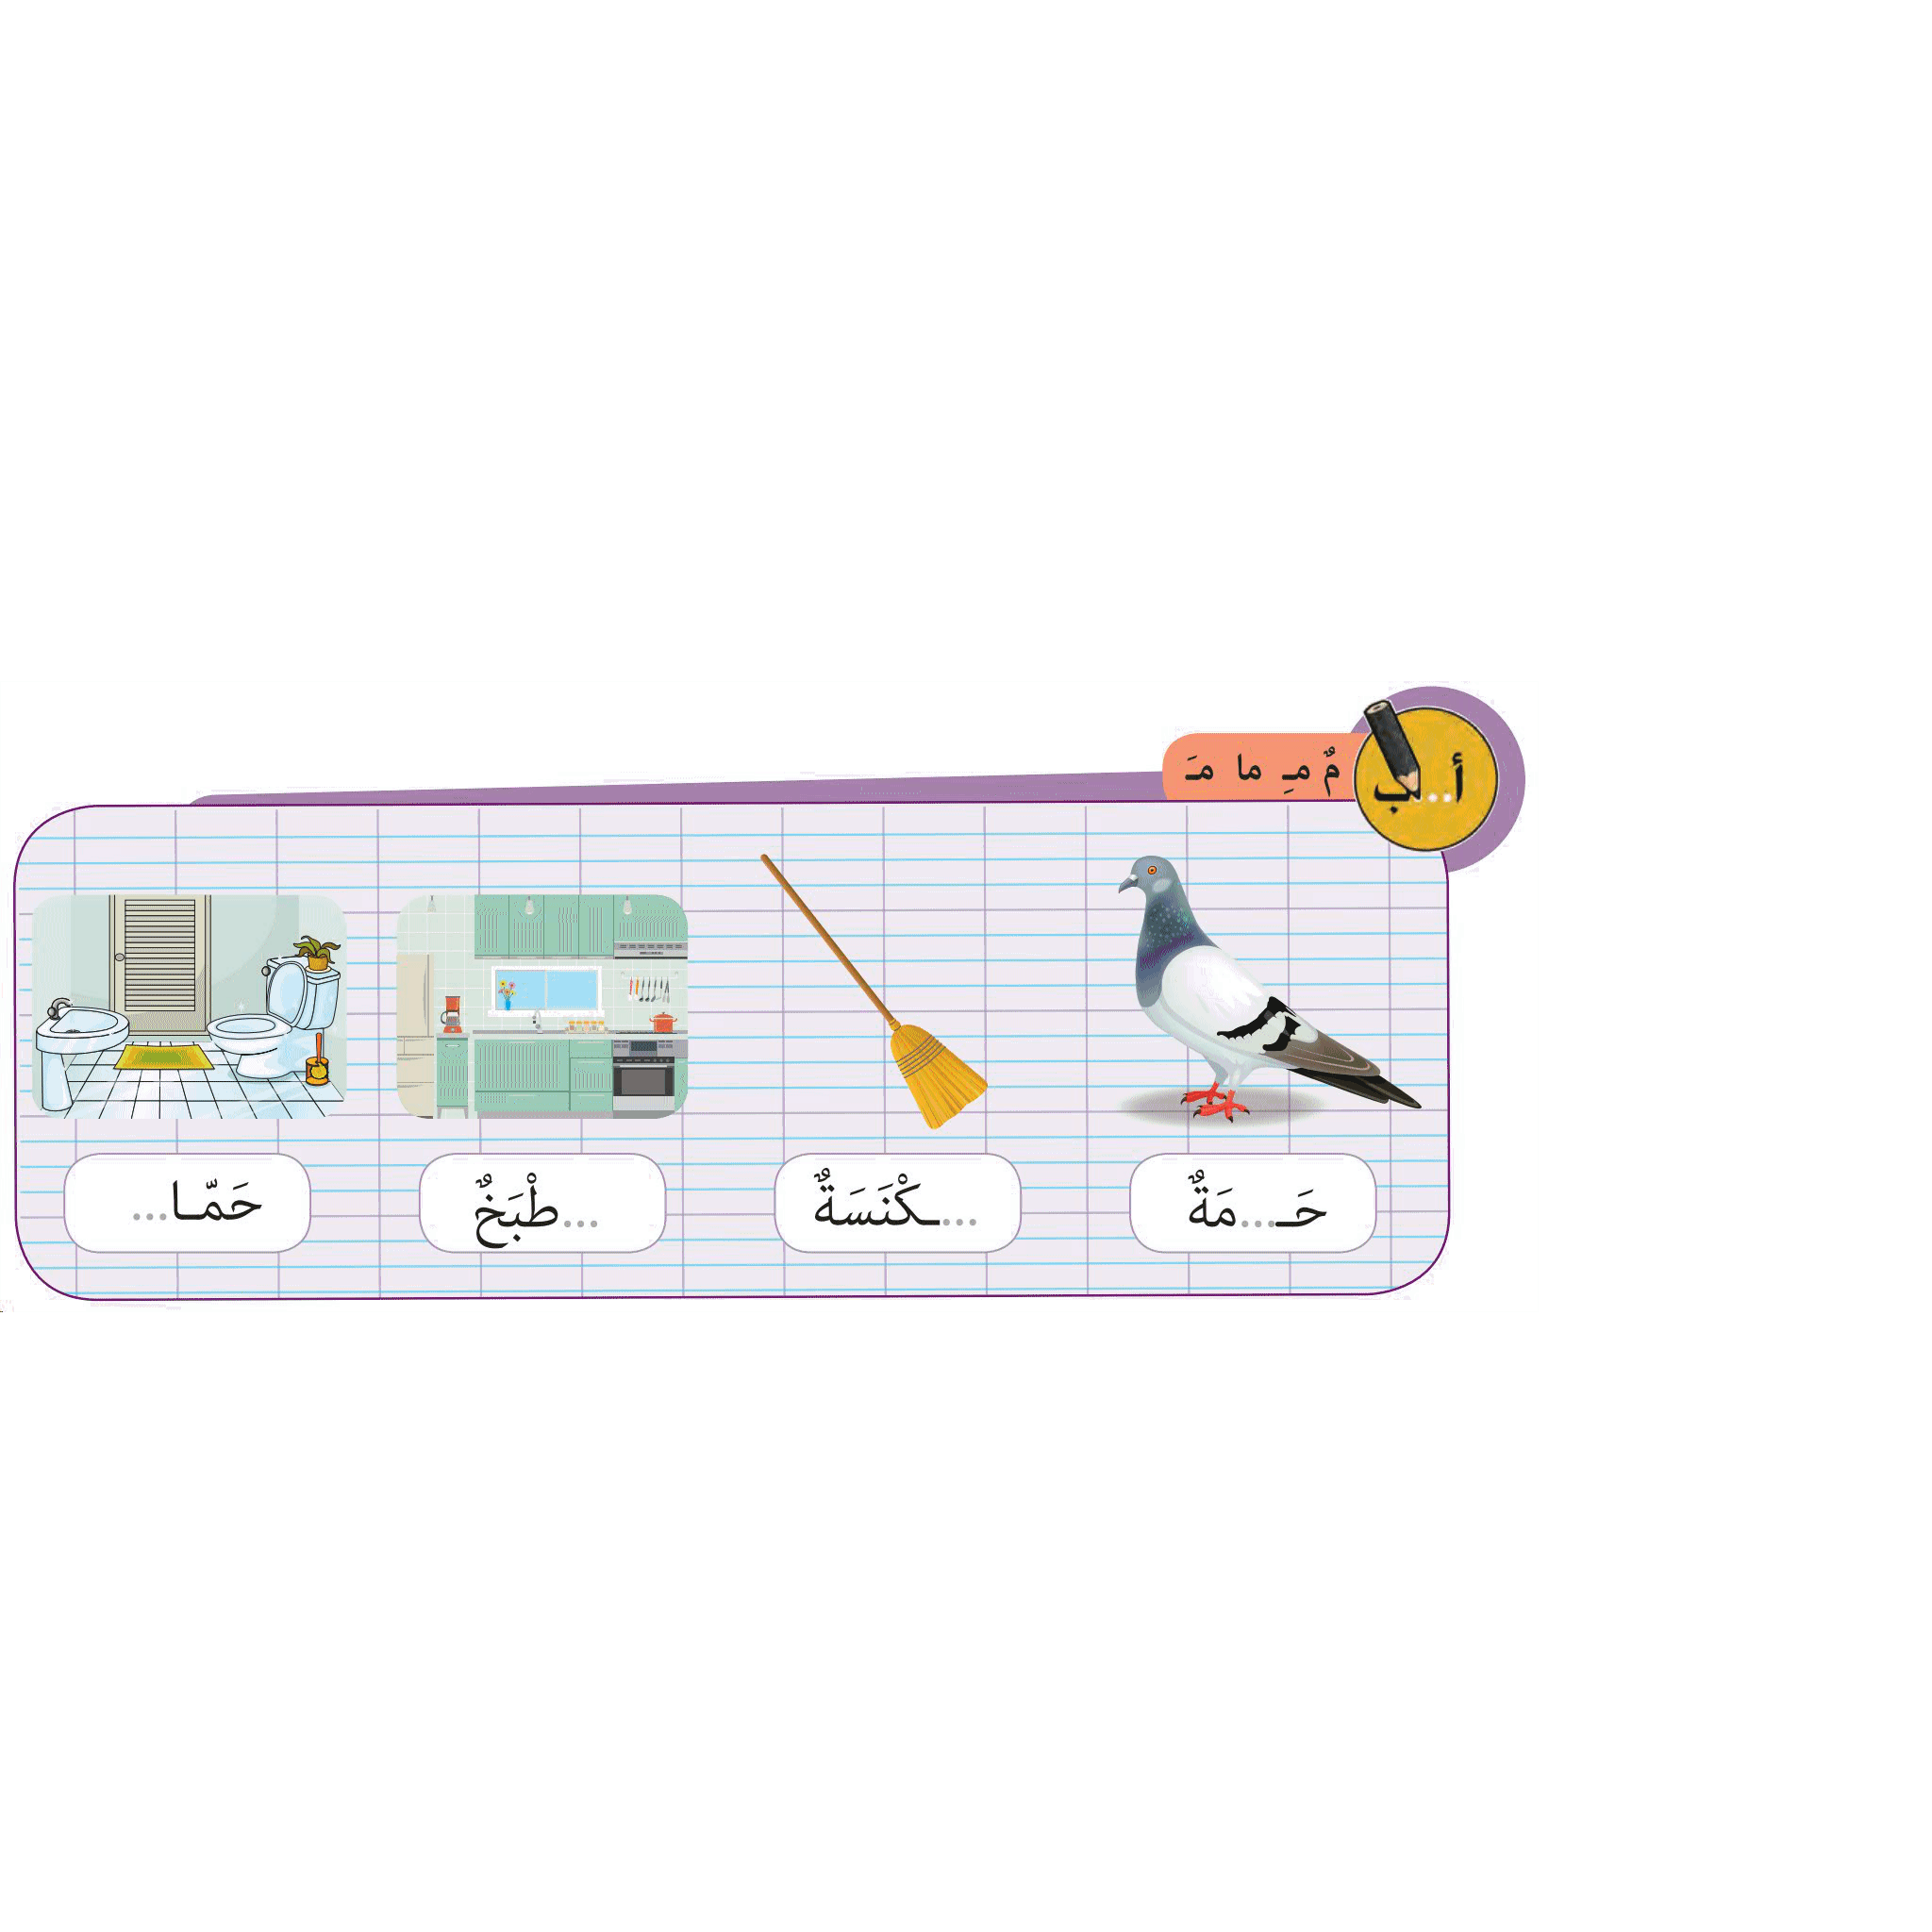 أ...ب
مٌ مِـ ما مَـ
حَـ...مَةٌ
...ـكْنَسَةٌ
...طْبَخٌ
حَمّـا...